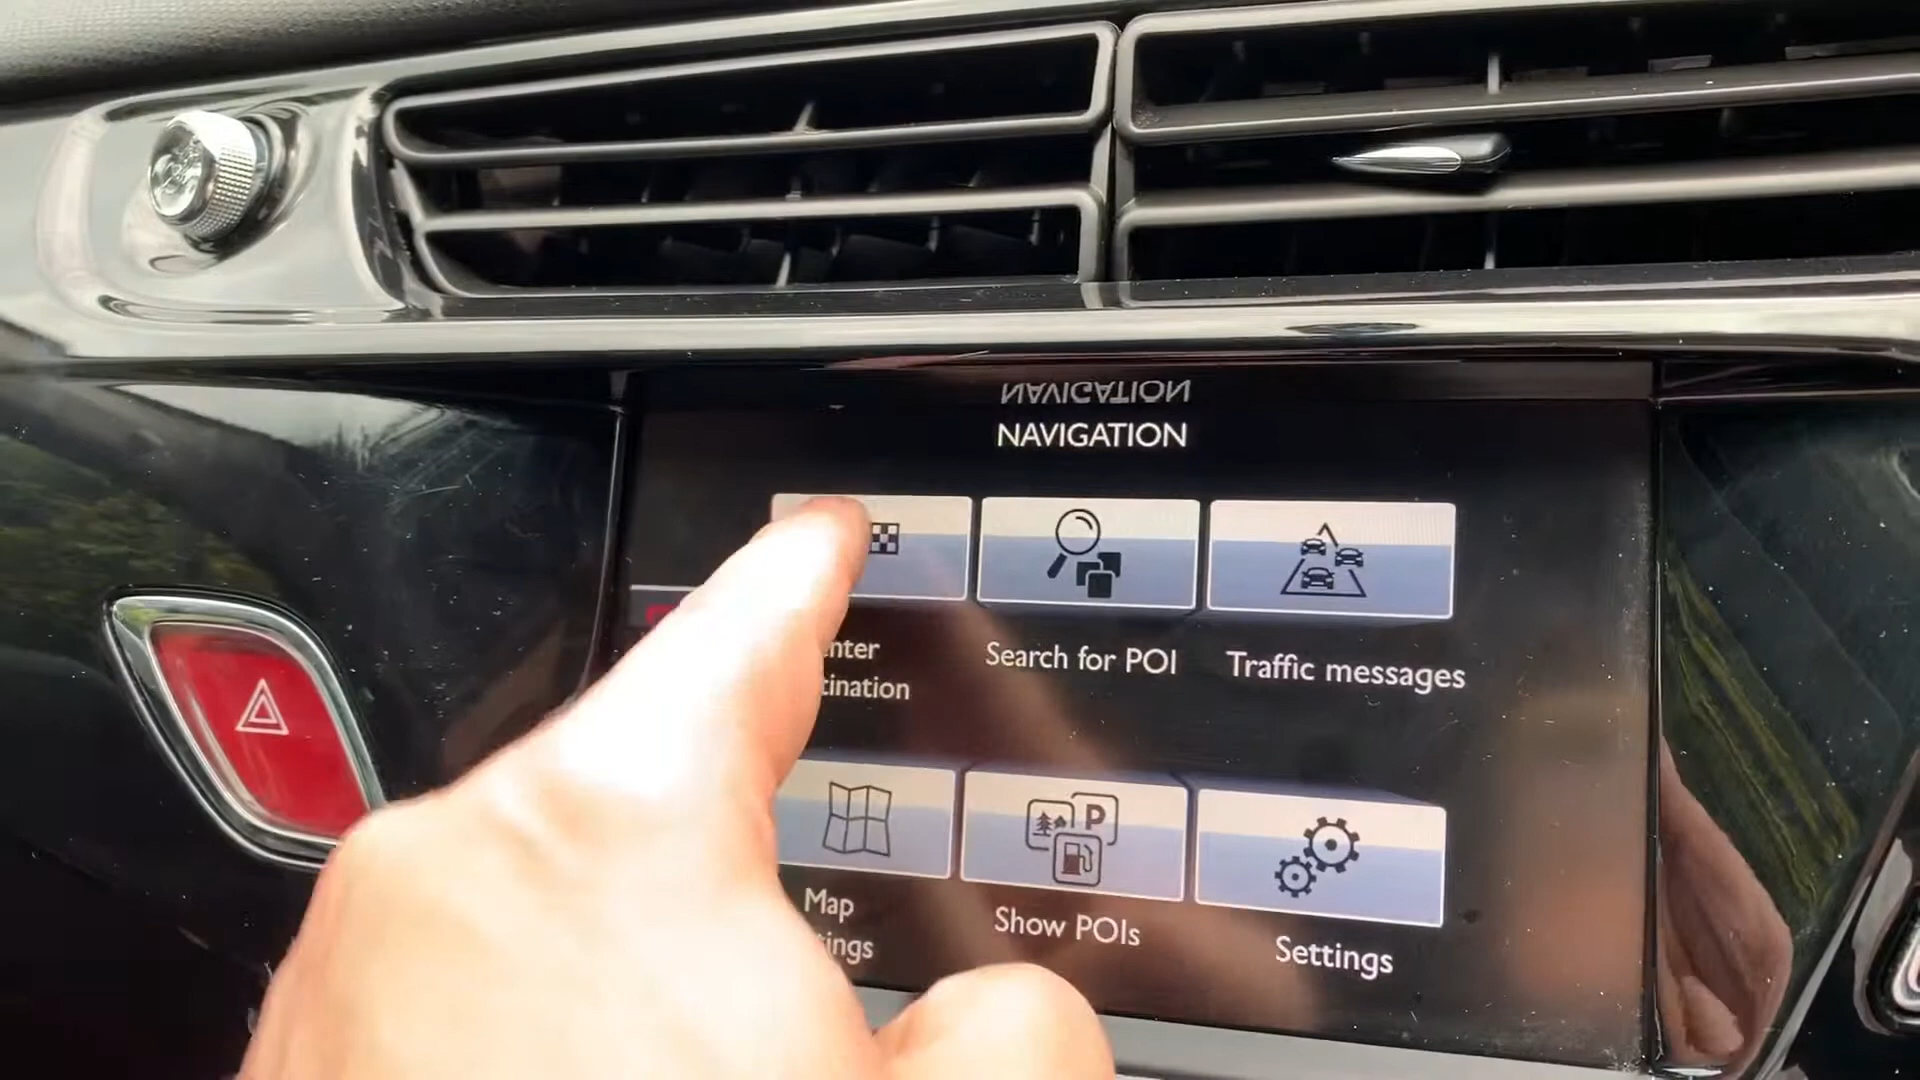 NAVIGATION
NAVIGATION
Search for POI
Traffic messages
P
Map
Show POIs
Settings